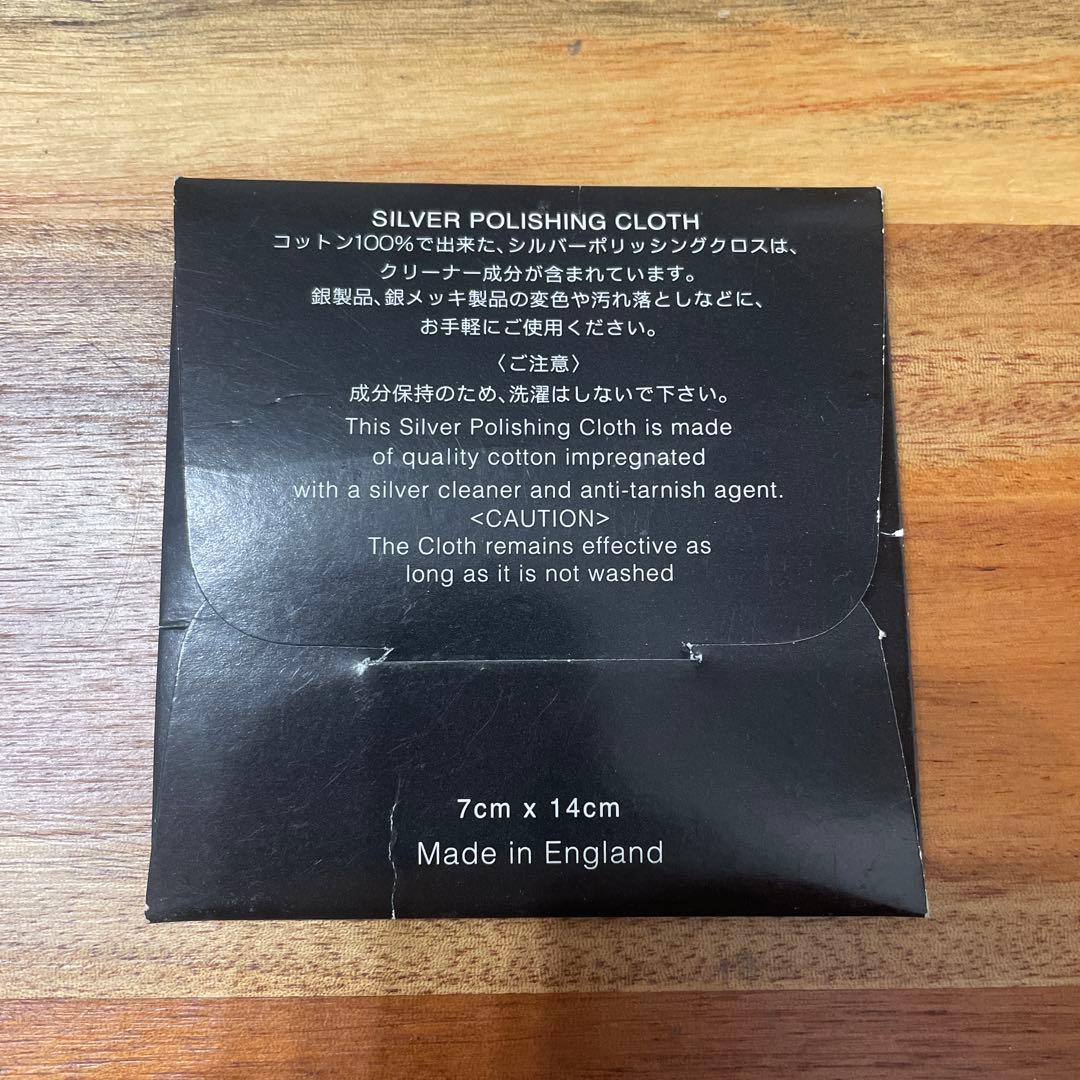 SILVER POLISHING CLOTH
コットン100%で出来た、シルバーポリッシングクロスは、
クリーナー成分が含まれています。
銀製品、銀メッキ製品の変色や汚れ落としなどに、
お手軽にご使用ください。
〈ご注意〉
成分保持のため、洗濯はしないで下さい。
This Silver Polishing Cloth is made
of quality cotton impregnated
with a silver cleaner and anti-tarnish agent.
<CAUTION>
The Cloth remains effective as
long as it is not washed
7cm x 14cm
Made in England